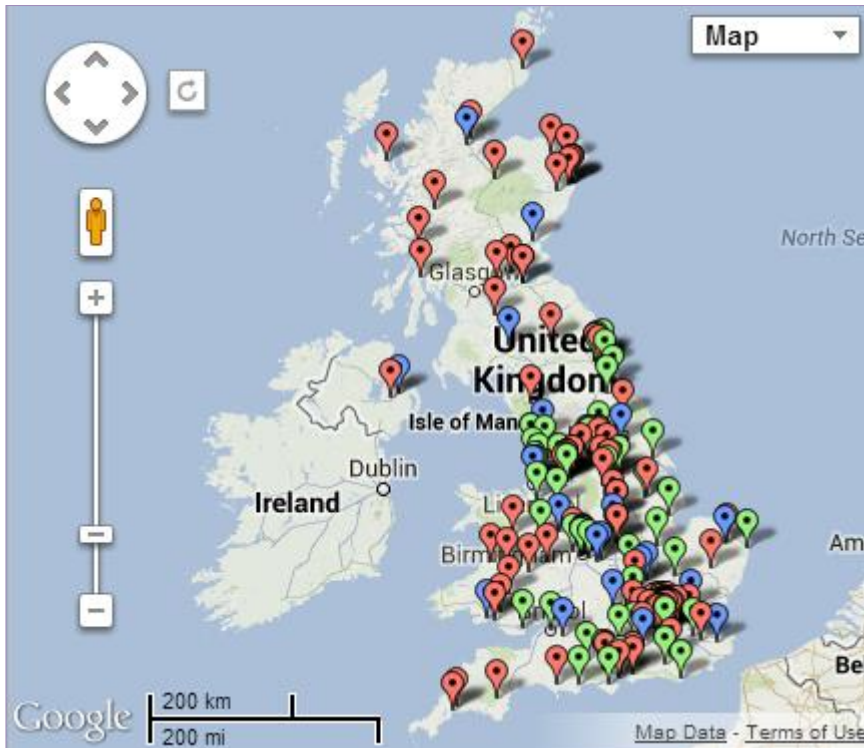 Map
North Se
Glasgow
United
Kingdom
Isle of Man
Dublin
Ireland
Birmingham
Am
Be
200 km
Google
200 mi
Map Data - Terms of Use